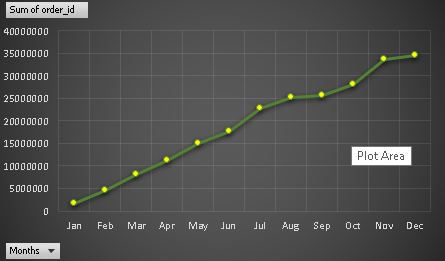 Sum of order_id
40000000
35000000
30000000
25000000
20000000
15000000
10000000
5000000
0
Plot Area
Jan Feb Mar Apr May Jun Jul Aug Sep Oct Nov Dec
Months